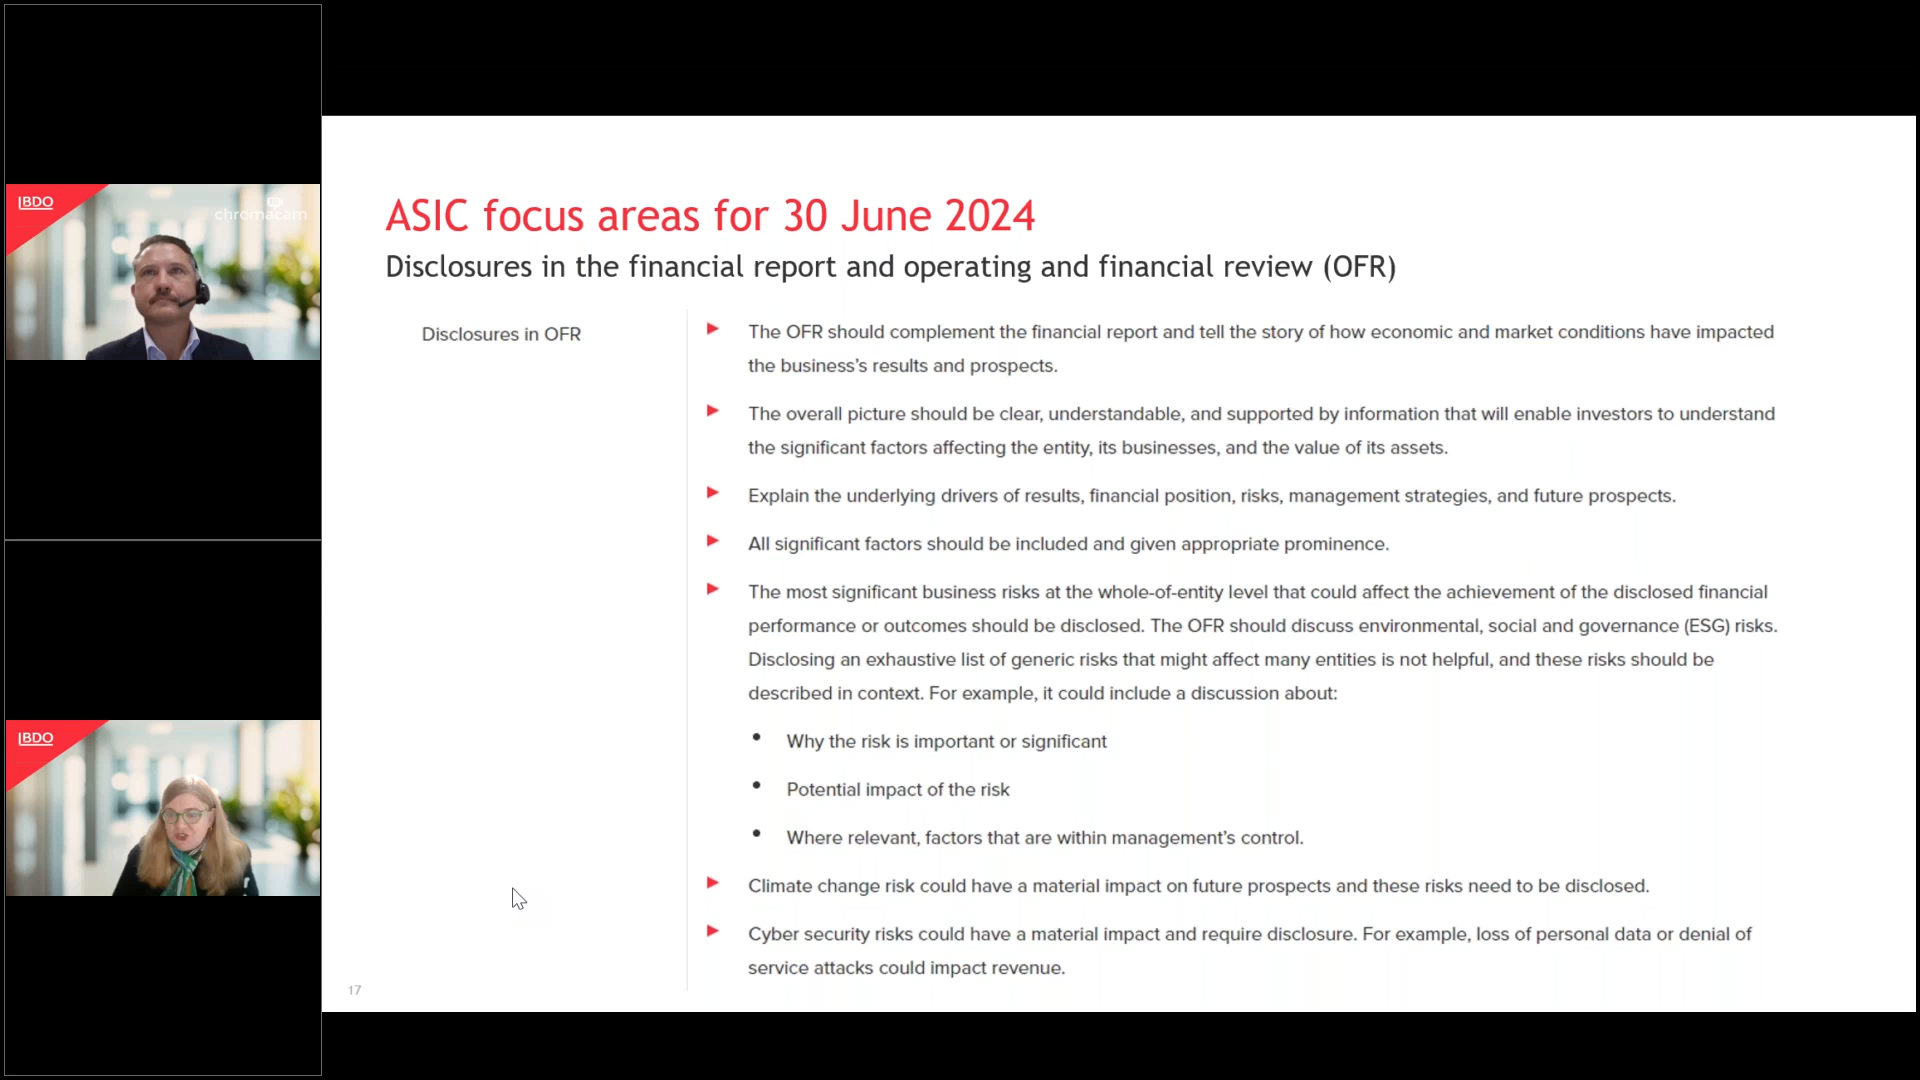 BDO
chromacam
BDO
ASIC focus areas for 30 June 2024
Disclosures in the financial report and operating and financial review (OFR)
Disclosures in OFR
The OFR should complement the financial report and tell the story of how economic and market conditions have impacted
the business's results and prospects.
The overall picture should be clear, understandable, and supported by information that will enable investors to understand
the significant factors affecting the entity, its businesses, and the value of its assets.
Explain the underlying drivers of results, financial position, risks, management strategies, and future prospects.
All significant factors should be included and given appropriate prominence.
The most significant business risks at the whole-of-entity level that could affect the achievement of the disclosed financial
performance or outcomes should be disclosed. The OFR should discuss environmental, social and governance (ESG) risks.
Disclosing an exhaustive list of generic risks that might affect many entities is not helpful, and these risks should be
described in context. For example, it could include a discussion about:
• Why the risk is important or significant
• Potential impact of the risk
• Where relevant, factors that are within management's control.
Climate change risk could have a material impact on future prospects and these risks need to be disclosed.
Cyber security risks could have a material impact and require disclosure. For example, loss of personal data or denial of
service attacks could impact revenue.
17